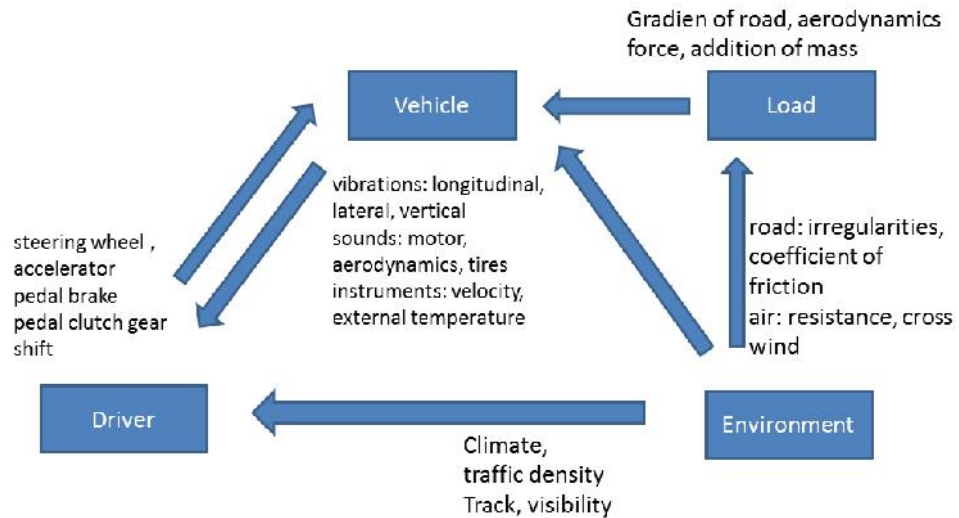 Gradien of road, aerodynamics
force, addition of mass
Vehicle
Load
vibrations: longitudinal,
lateral, vertical
sounds: motor,
aerodynamics, tires
instruments: velocity,
external temperature
steering wheel ,
accelerator
pedal brake
pedal clutch gear
shift
road: irregularities,
coefficient of
friction
air: resistance, cross
wind
Driver
Environment
Climate,
traffic density
Track, visibility